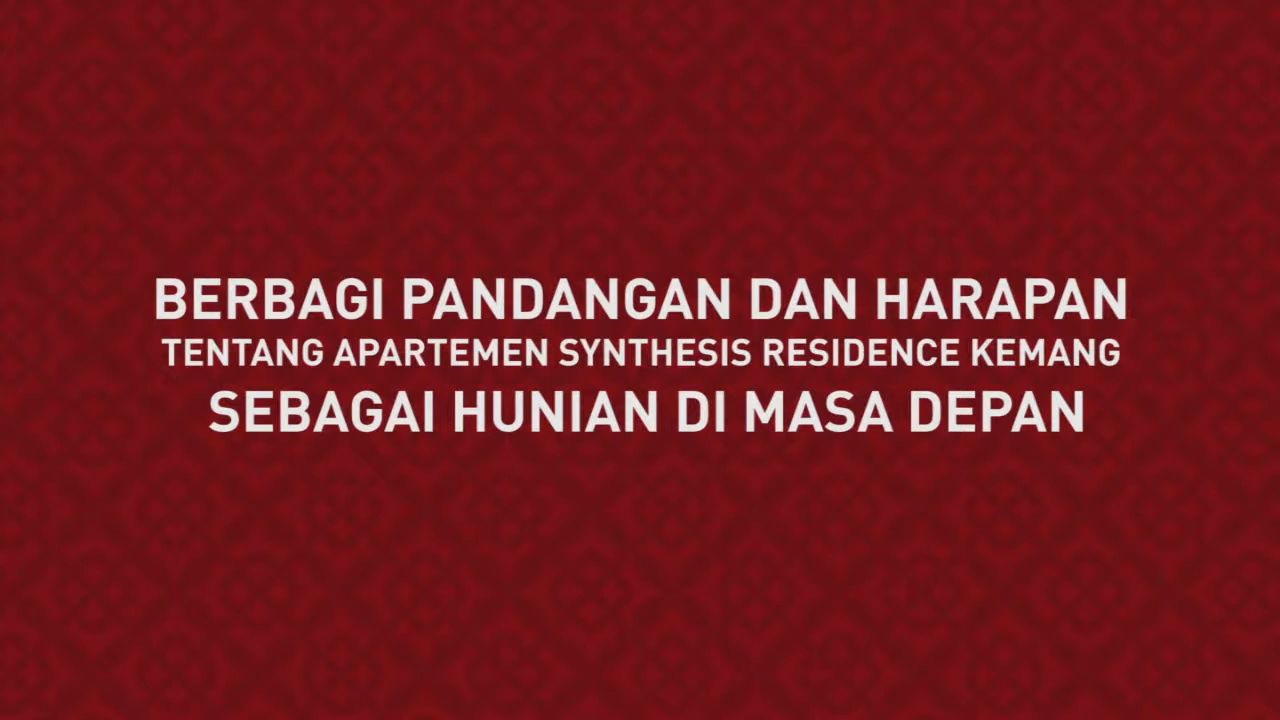 BERBAGI PANDANGAN DAN HARAPAN
TENTANG APARTEMEN SYNTHESIS RESIDENCE KEMANG
SEBAGAI HUNIAN DI MASA DEPAN